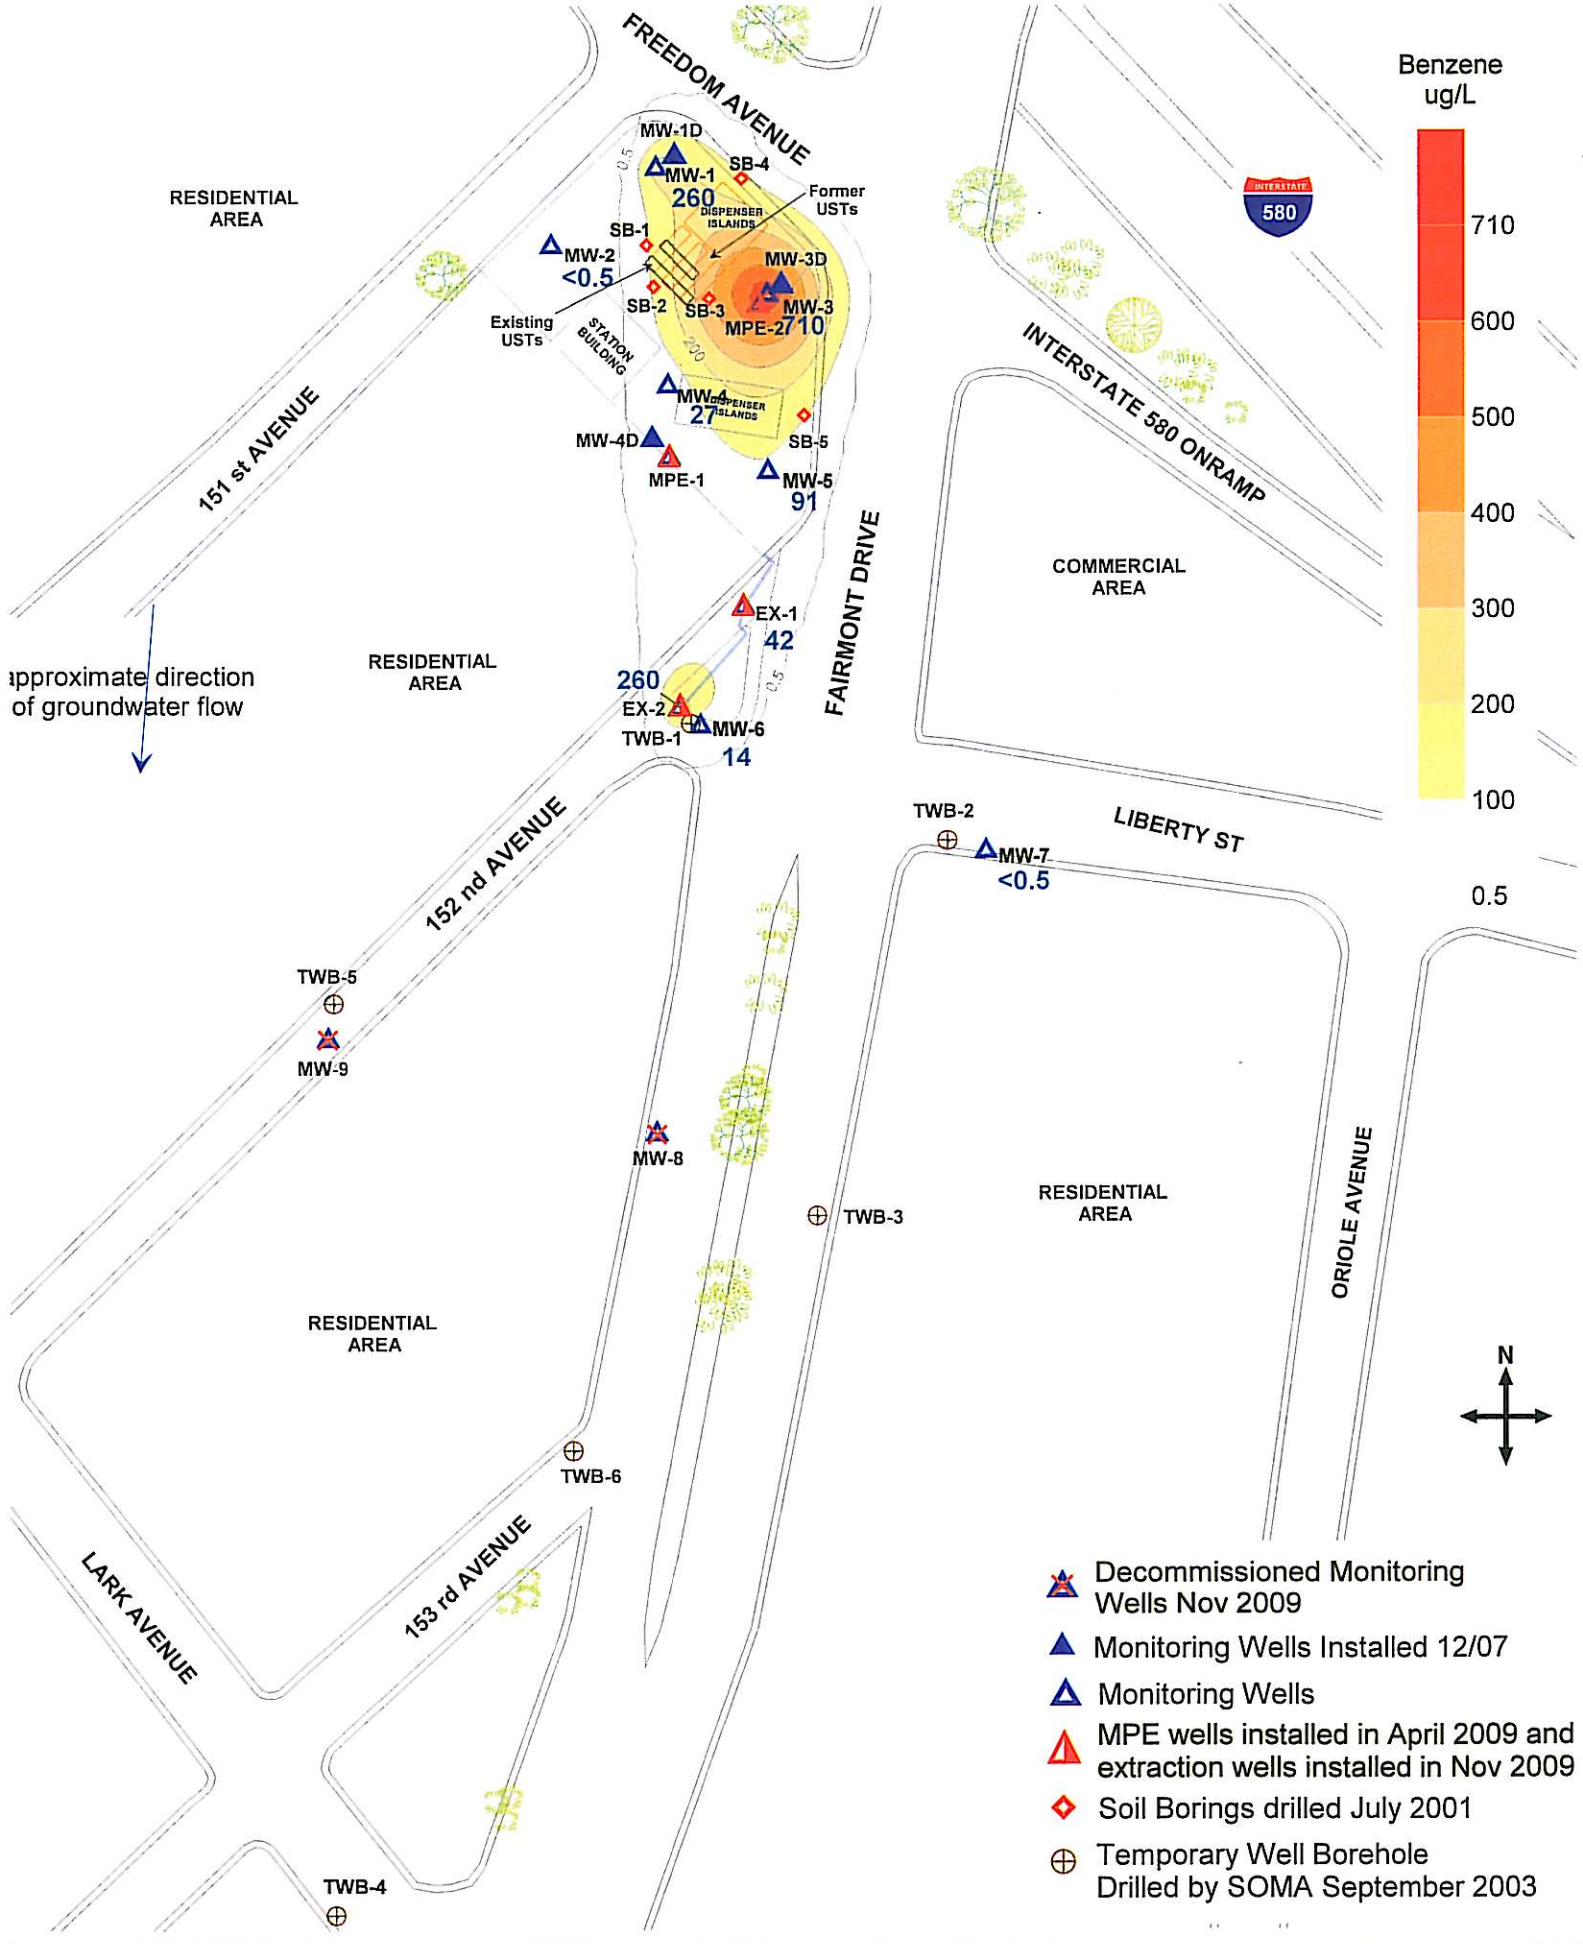 FREEDOM AVENUE
Benzene
ug/L
MW-1D
0.5
SB-4
MW-1
260
Former
USTs
DISPENSER
ISLANDS
RESIDENTIAL
AREA
INTERSTATE
580
710
SB-1
MW-2
<0.5
MW-3D
SB-2
SB-3
MW-3
MPE-2
710
Existing
USTs
STATION
BUILDING
200
600
INTERSTATE 580 ONRAMP
MW-4
27
DISPENSER
ISLANDS
500
151 st AVENUE
MW-4D
SB-5
MPE-1
MW-5
91
400
FAIRMONT DRIVE
COMMERCIAL
AREA
300
EX-1
42
RESIDENTIAL
AREA
approximate direction
of groundwater flow
260
0.5
EX-2
TWB-1
MW-6
14
200
100
152 nd AVENUE
TWB-2
LIBERTY ST
MW-7
<0.5
0.5
TWB-5
MW-9
MW-8
RESIDENTIAL
AREA
TWB-3
ORIOLE AVENUE
RESIDENTIAL
AREA
N
TWB-6
LARK AVENUE
153 rd AVENUE
Decommissioned Monitoring
Wells Nov 2009
Monitoring Wells Installed 12/07
Monitoring Wells
MPE wells installed in April 2009 and
extraction wells installed in Nov 2009
Soil Borings drilled July 2001
Temporary Well Borehole
Drilled by SOMA September 2003
TWB-4